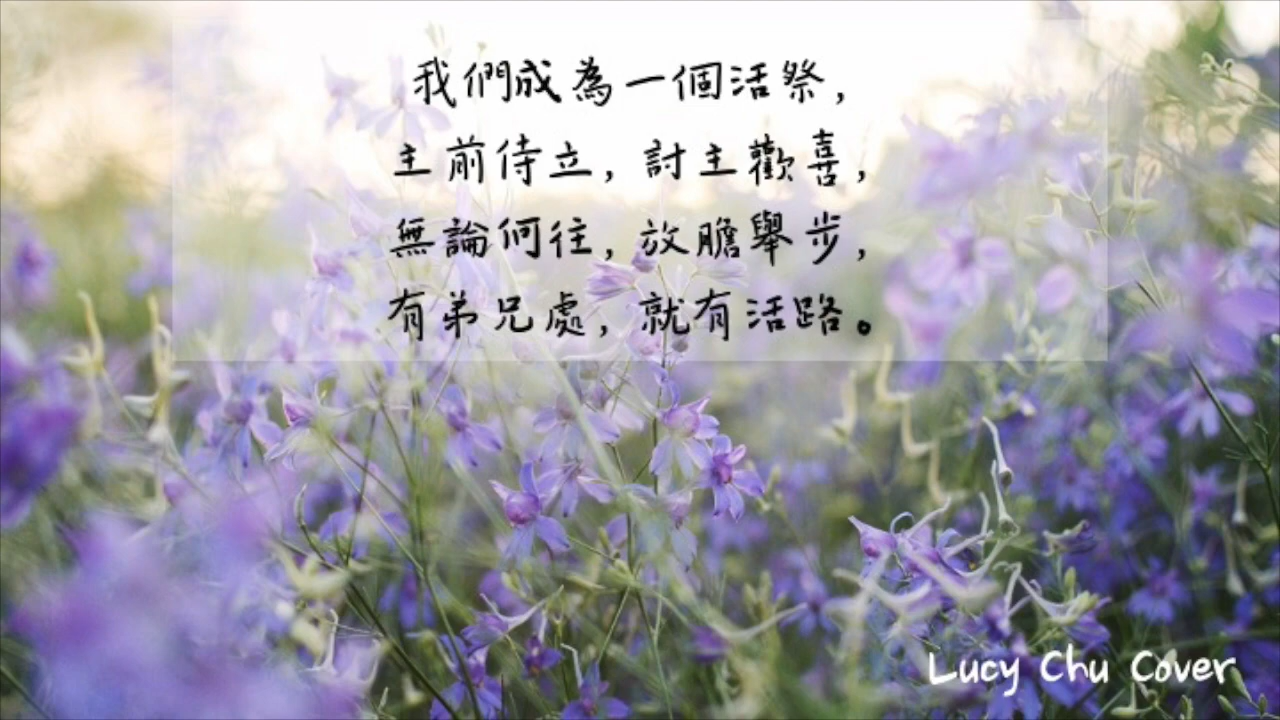 我們成為一個活祭,
主前侍立, 討主歡喜,
無論何往, 放膽舉步,
有弟兄處, 就有活路。
Lucy Chu Cover